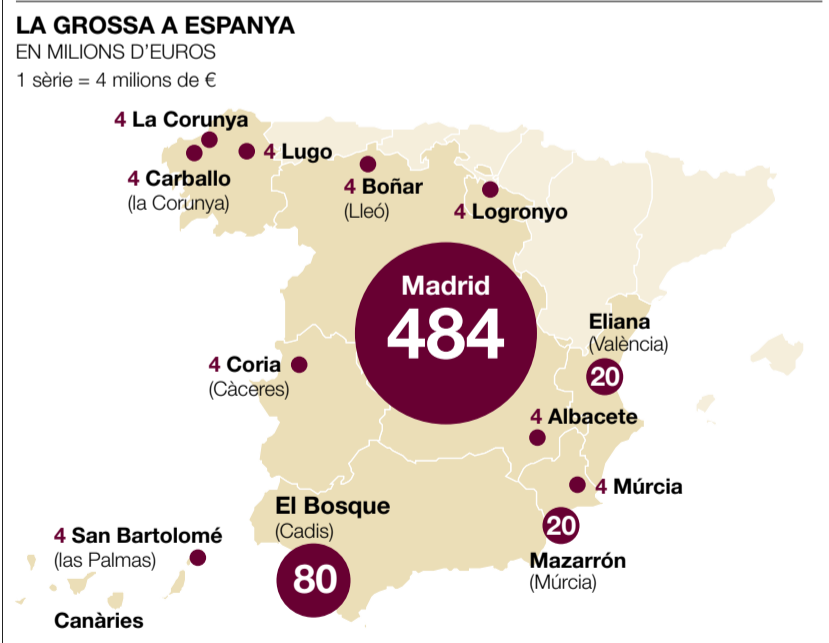 LA GROSSA A ESPANYA
EN MILIONS D’EUROS
1 sèrie = 4 milions de €
4 La Corunya
4 Lugo
4 Carballo
(la Corunya)
4 Boñar
(Lleó)
4 Logronyo
Madrid
484
Eliana
(València)
20
4 Coria
(Càceres)
4 Albacete
4 Múrcia
El Bosque
(Cadis)
80
20
Mazarrón
(Múrcia)
4 San Bartolomé
(las Palmas)
Canàries